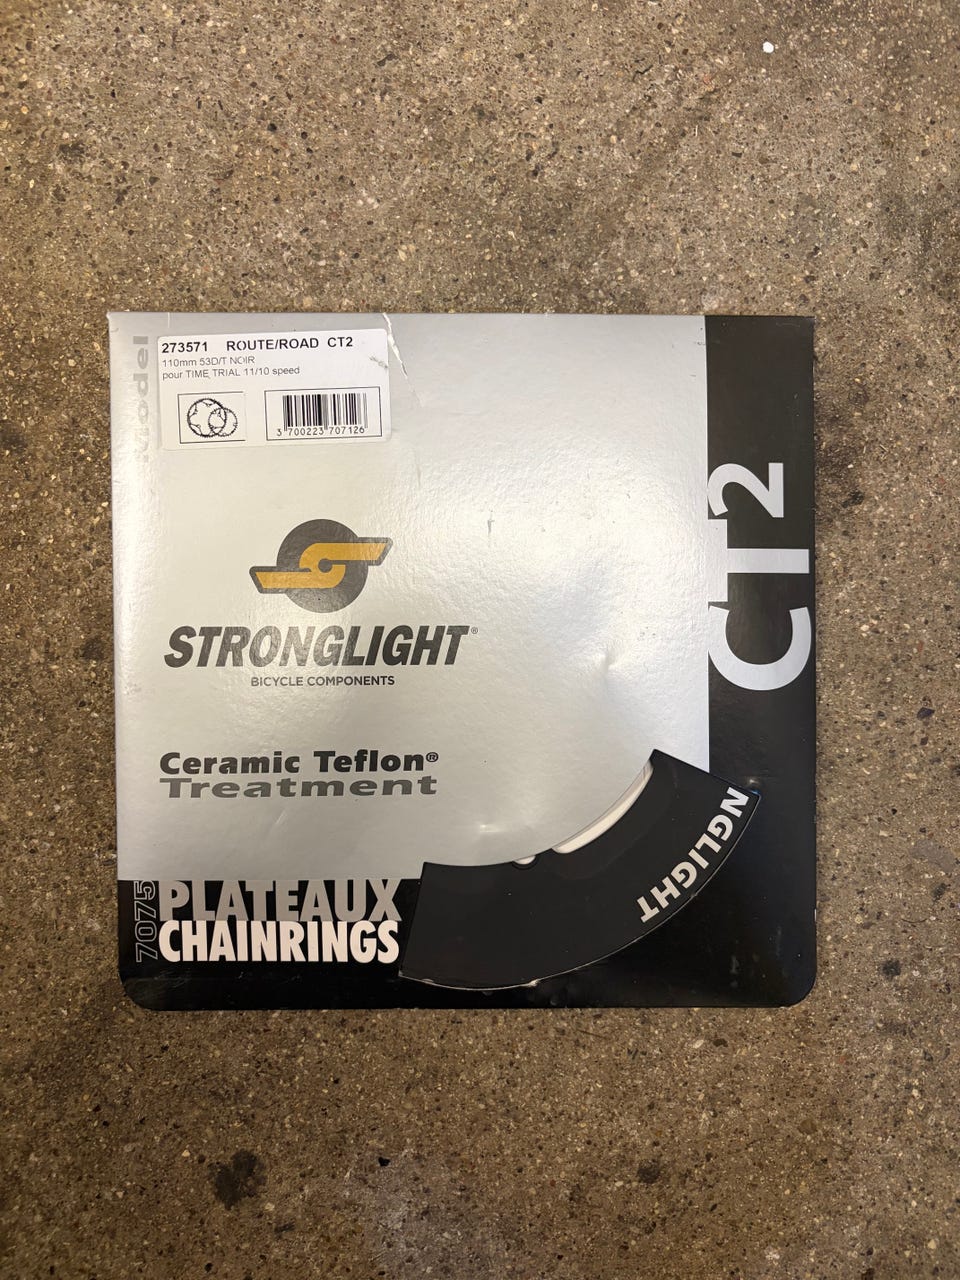 Model
273571 ROUTE/ROAD CT2
110mm 53D/T NOIR
pour TIME TRIAL 11/10 speed
3 700223 707126
CT2
STRONGLIGHT®
BICYCLE COMPONENTS
Ceramic Teflon®
Treatment
NGLIGHT
7075
PLATEAUX
CHAINRINGS